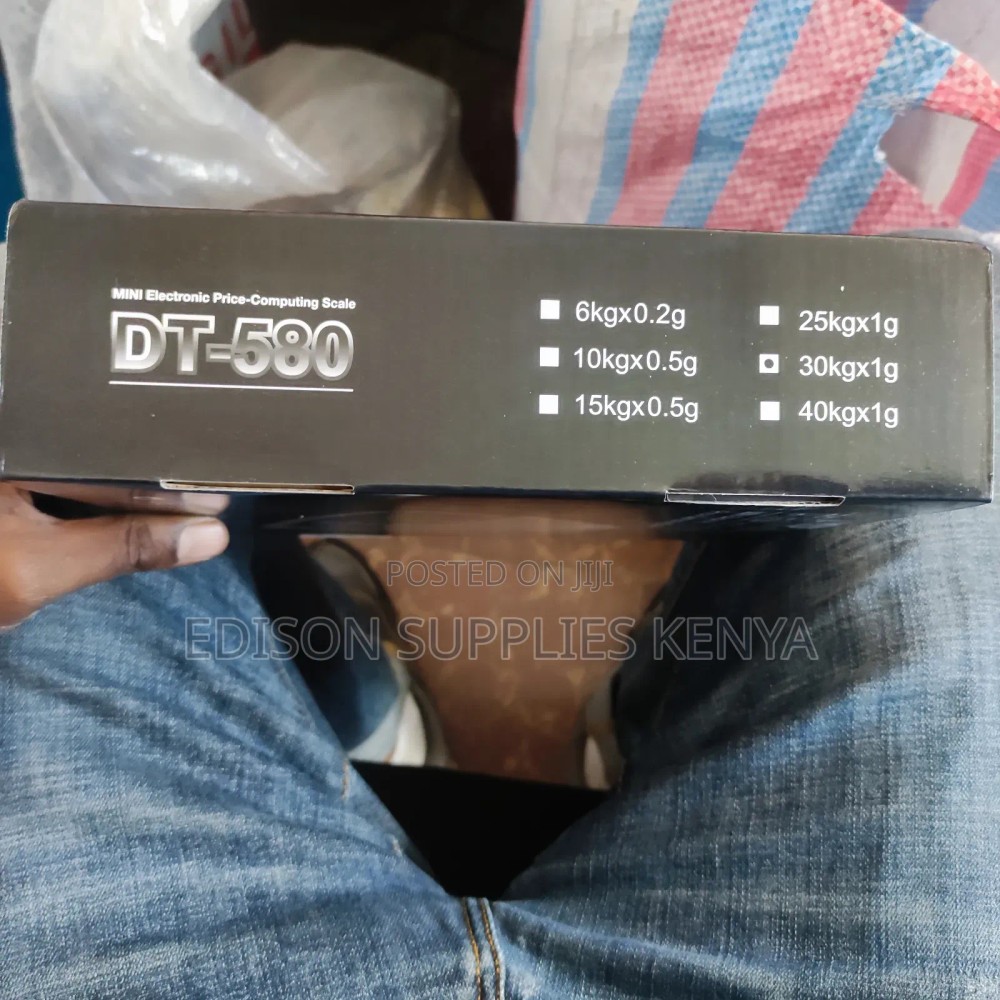 MINI Electronic Price-Computing Scale
DT-580
6kgx0.2g
10kgx0.5g
15kgx0.5g
25kgx1g
30kgx1g
40kgx1g
POSTED ON JIJI
EDISON SUPPLIES KENYA